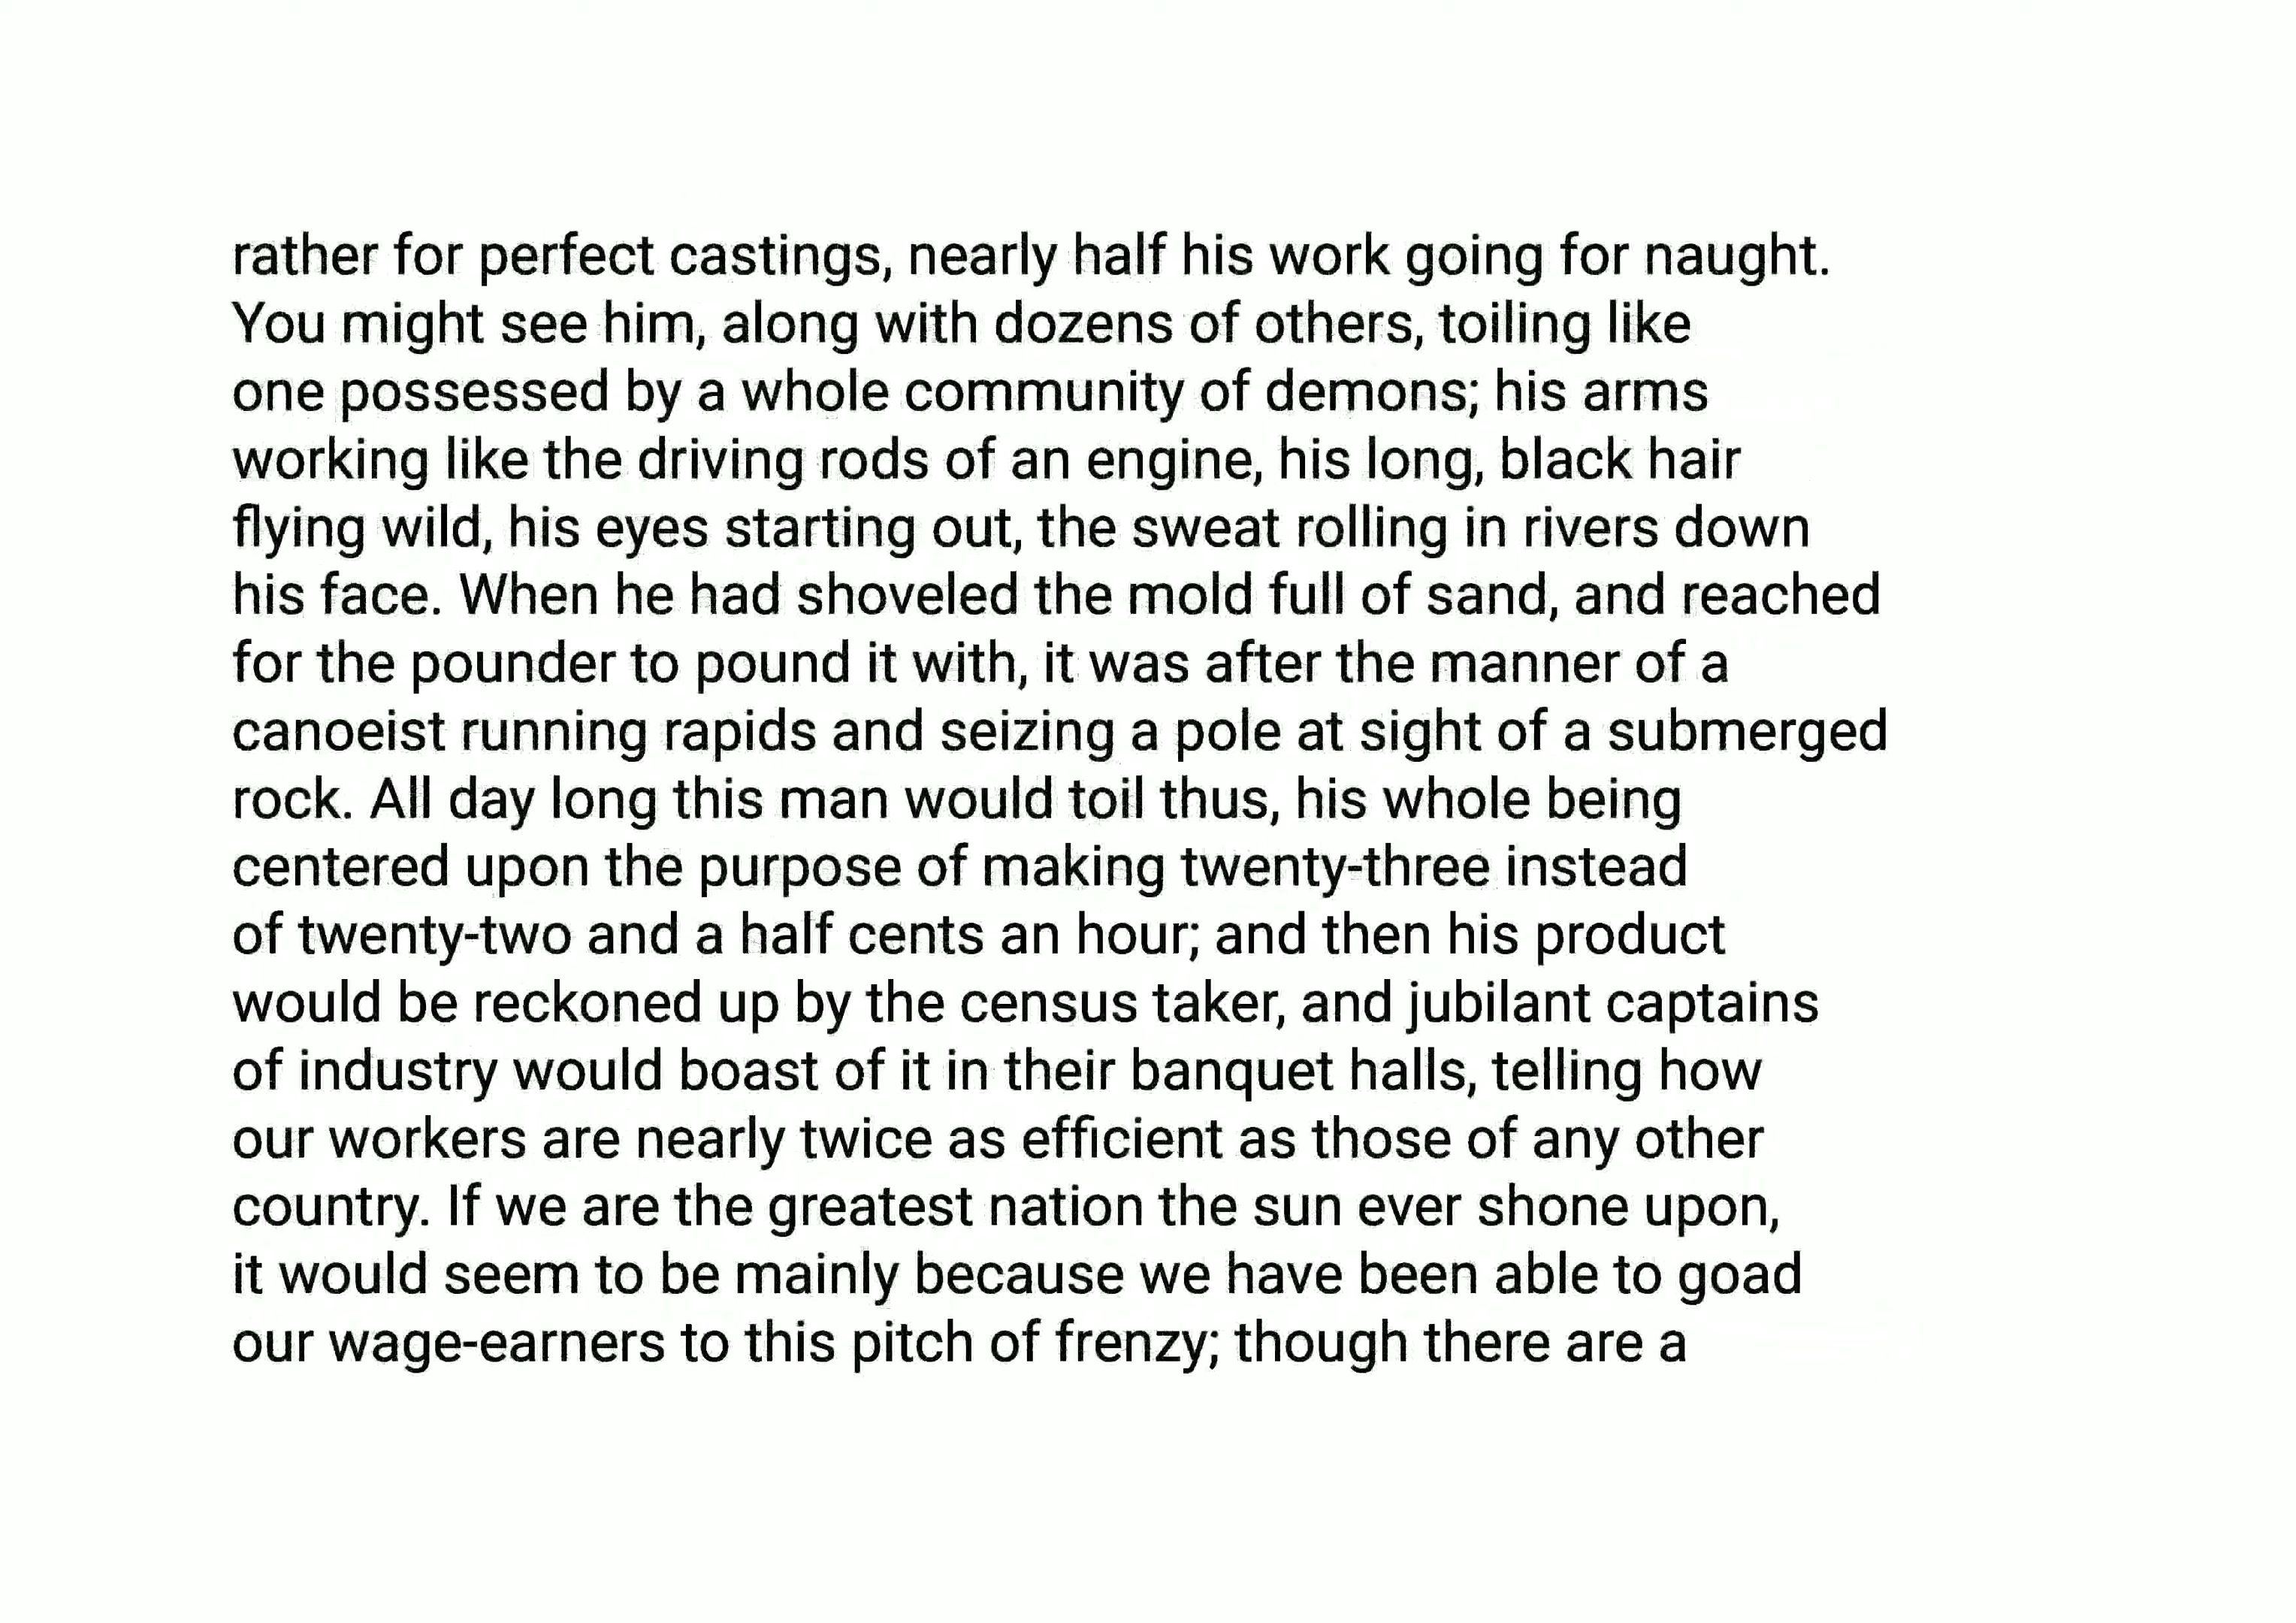 rather for perfect castings, nearly half his work going for naught.
You might see him, along with dozens of others, toiling like
one possessed by a whole community of demons; his arms
working like the driving rods of an engine, his long, black hair
flying wild, his eyes starting out, the sweat rolling in rivers down
his face. When he had shoveled the mold full of sand, and reached
for the pounder to pound it with, it was after the manner of a
canoeist running rapids and seizing a pole at sight of a submerged
rock. All day long this man would toil thus, his whole being
centered upon the purpose of making twenty-three instead
of twenty-two and a half cents an hour; and then his product
would be reckoned up by the census taker, and jubilant captains
of industry would boast of it in their banquet halls, telling how
our workers are nearly twice as efficient as those of any other
country. If we are the greatest nation the sun ever shone upon,
it would seem to be mainly because we have been able to goad
our wage-earners to this pitch of frenzy; though there are a